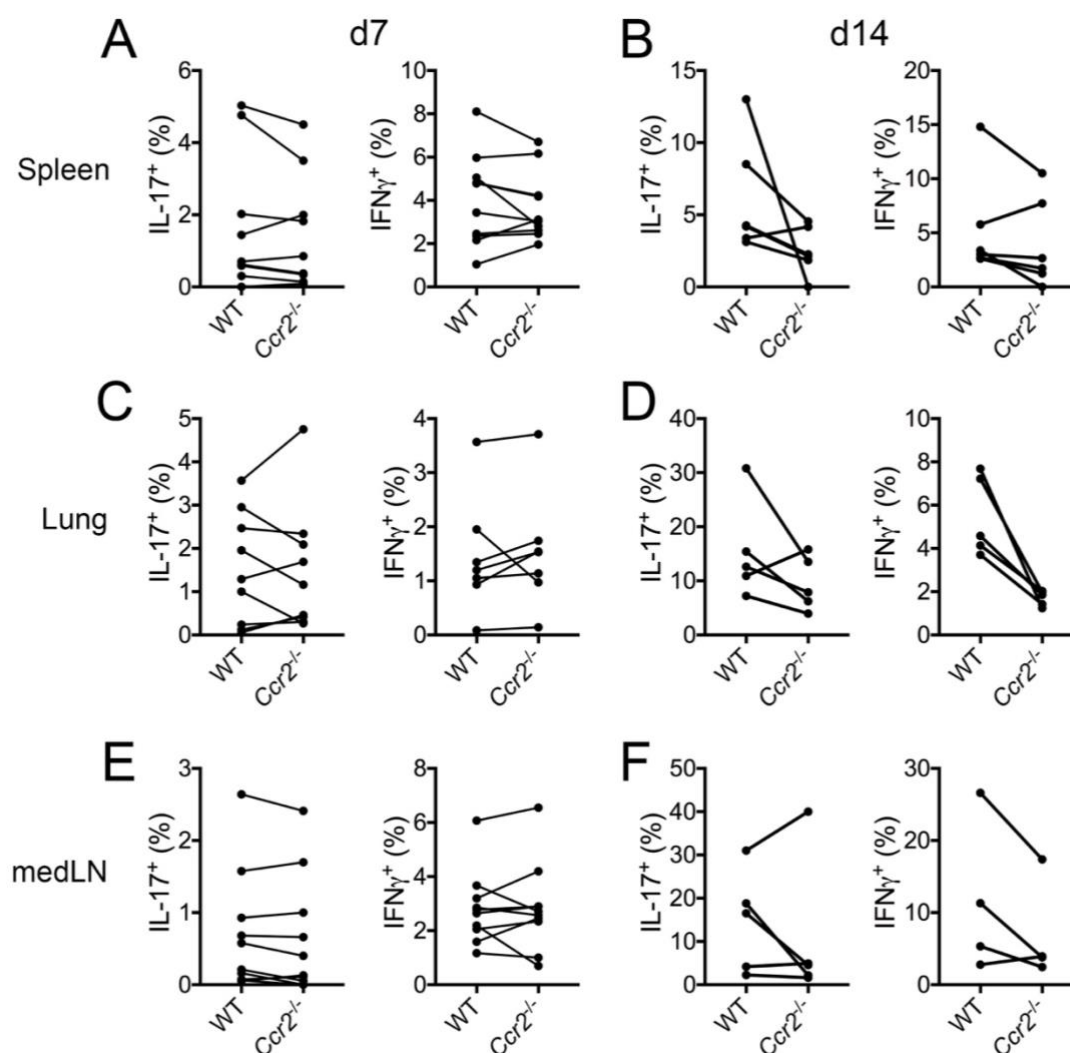 A d7 B d14
Spleen
IL-17⁺ (%)
6
4
2
0
WT
Ccr2⁻/⁻
IFNγ⁺ (%)
10
8
6
4
2
0
WT
Ccr2⁻/⁻
IL-17⁺ (%)
15
10
5
0
WT
Ccr2⁻/⁻
IFNγ⁺ (%)
20
15
10
5
0
WT
Ccr2⁻/⁻
C D
Lung
IL-17⁺ (%)
5
4
3
2
1
0
WT
Ccr2⁻/⁻
IFNγ⁺ (%)
4
3
2
1
0
WT
Ccr2⁻/⁻
IL-17⁺ (%)
40
30
20
10
0
WT
Ccr2⁻/⁻
IFNγ⁺ (%)
10
8
6
4
2
0
WT
Ccr2⁻/⁻
E F
medLN
IL-17⁺ (%)
3
2
1
0
WT
Ccr2⁻/⁻
IFNγ⁺ (%)
8
6
4
2
0
WT
Ccr2⁻/⁻
IL-17⁺ (%)
50
40
30
20
10
0
WT
Ccr2⁻/⁻
IFNγ⁺ (%)
30
20
10
0
WT
Ccr2⁻/⁻